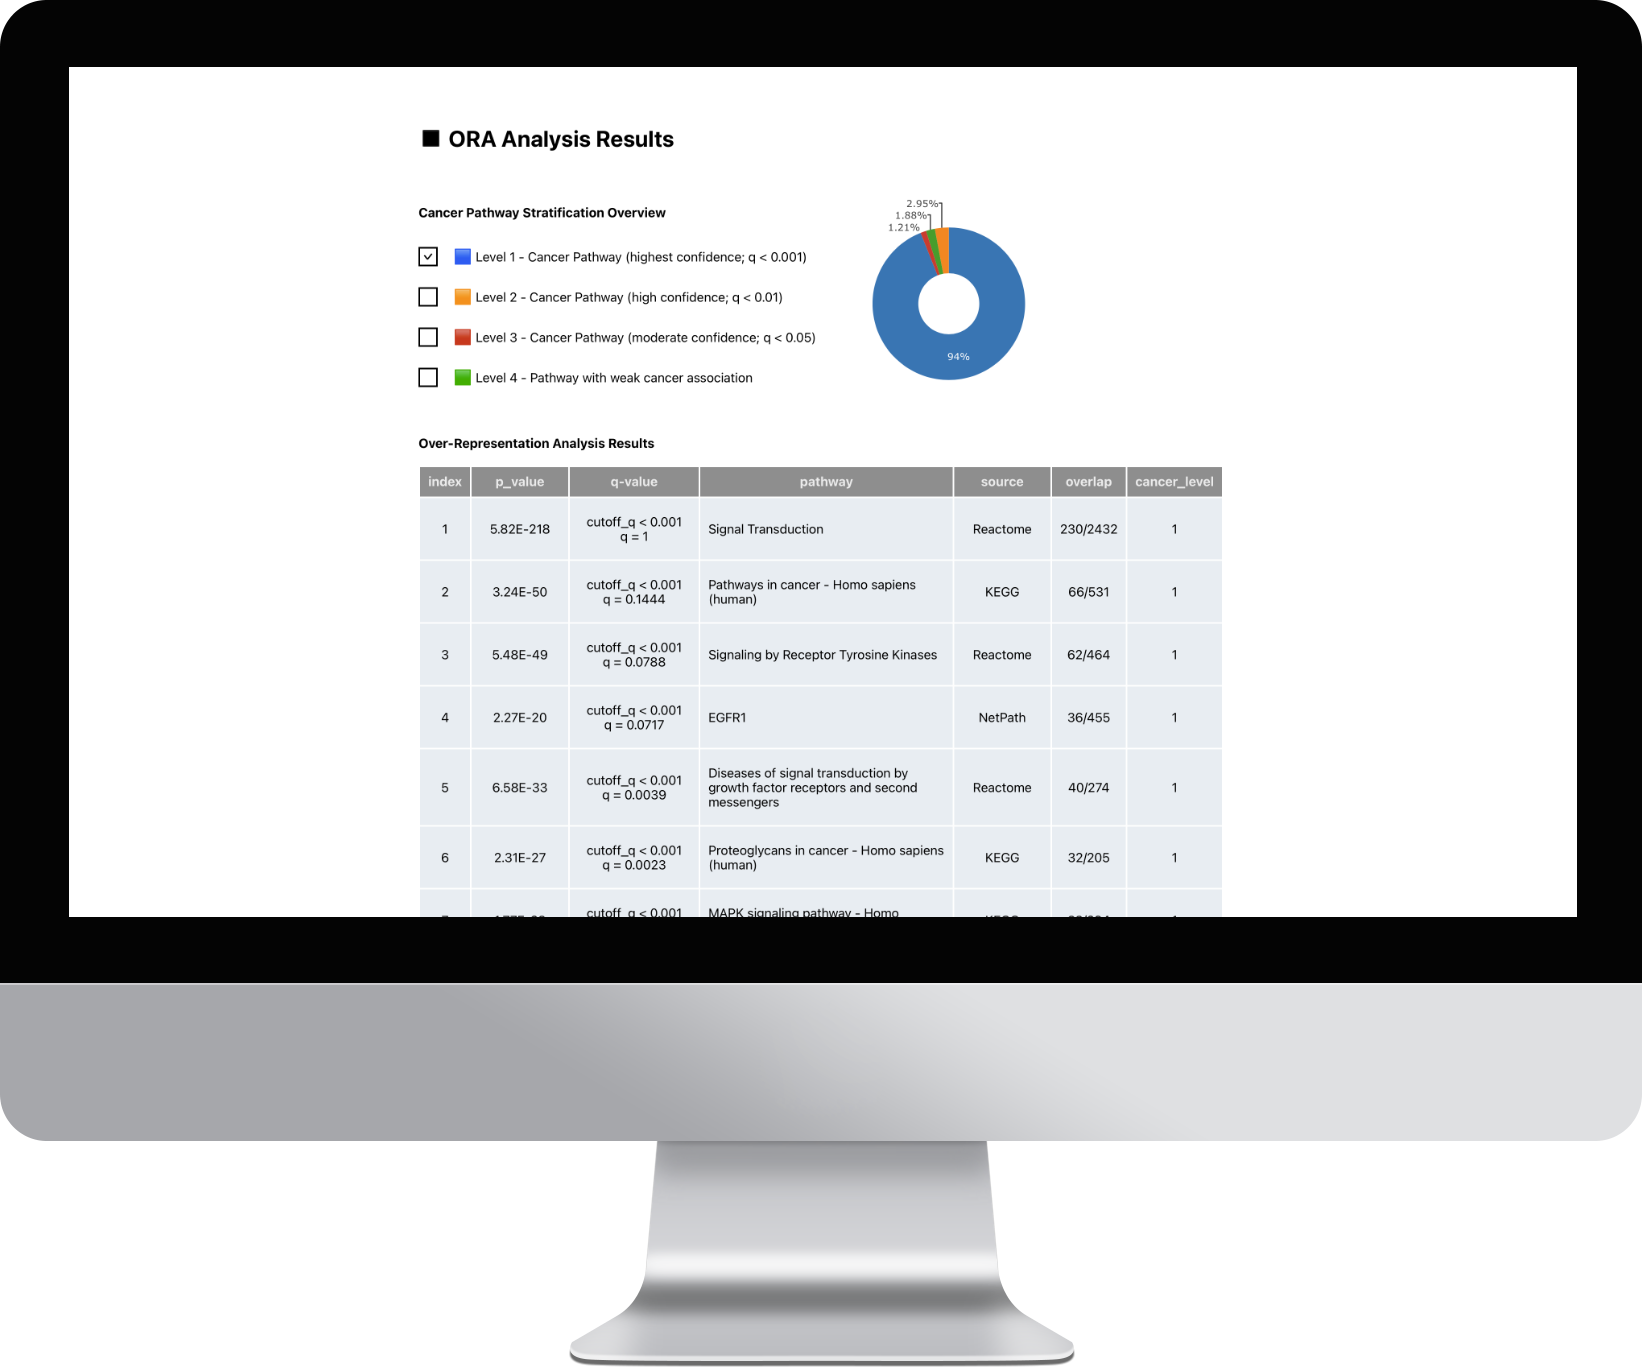 ORA Analysis Results
Cancer Pathway Stratification Overview
Level 1 - Cancer Pathway (highest confidence; q < 0.001)
Level 2 - Cancer Pathway (high confidence; q < 0.01)
Level 3 - Cancer Pathway (moderate confidence; q < 0.05)
Level 4 - Pathway with weak cancer association
2.95%
1.88%
1.21%
94%
Over-Representation Analysis Results
index p_value q-value pathway source overlap cancer_level
1 5.82E-218 cutoff_q < 0.001 Signal Transduction Reactome 230/2432 1
q = 1
2 3.24E-50 cutoff_q < 0.001 Pathways in cancer - Homo sapiens KEGG 66/531 1
q = 0.1444 (human)
3 5.48E-49 cutoff_q < 0.001 Signaling by Receptor Tyrosine Kinases Reactome 62/464 1
q = 0.0788
4 2.27E-20 cutoff_q < 0.001 EGFR1 NetPath 36/455 1
q = 0.0717
5 6.58E-33 cutoff_q < 0.001 Diseases of signal transduction by Reactome 40/274 1
q = 0.0039 growth factor receptors and second
messengers
6 2.31E-27 cutoff_q < 0.001 Proteoglycans in cancer - Homo sapiens KEGG 32/205 1
q = 0.0023 (human)
cutoff_q < 0.001 MAPK signaling pathway - Homo